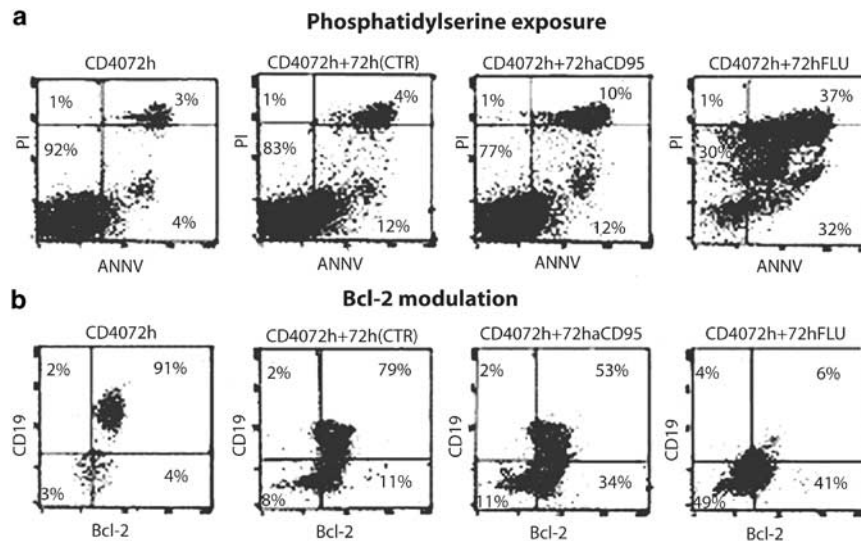 a
Phosphatidylserine exposure
CD4072h
CD4072h+72h(CTR)
CD4072h+72haCD95
CD4072h+72hFLU
1% 3%
1% 4%
1% 10%
1% 37%
PI
PI
PI
PI
92%
83%
77%
30%
4%
12%
12%
32%
ANNV
ANNV
ANNV
ANNV
b
Bcl-2 modulation
CD4072h
CD4072h+72h(CTR)
CD4072h+72haCD95
CD4072h+72hFLU
2% 91%
2% 79%
2% 53%
4% 6%
CD19
CD19
CD19
CD19
3% 4%
8% 11%
11% 34%
49% 41%
Bcl-2
Bcl-2
Bcl-2
Bcl-2